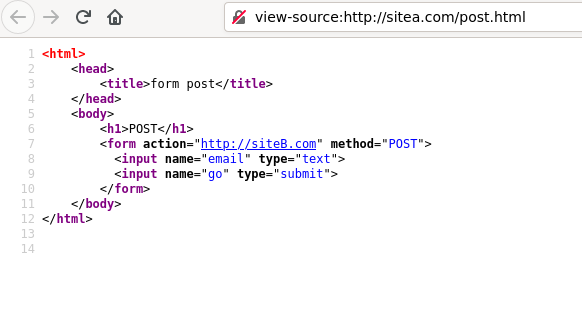 view-source:http://sitea.com/post.html
1 <html>
2     <head>
3         <title>form post</title>
4     </head>
5     <body>
6         <h1>POST</h1>
7         <form action="http://siteB.com" method="POST">
8           <input name="email" type="text">
9           <input name="go" type="submit">
10         </form>
11     </body>
12 </html>
13
14